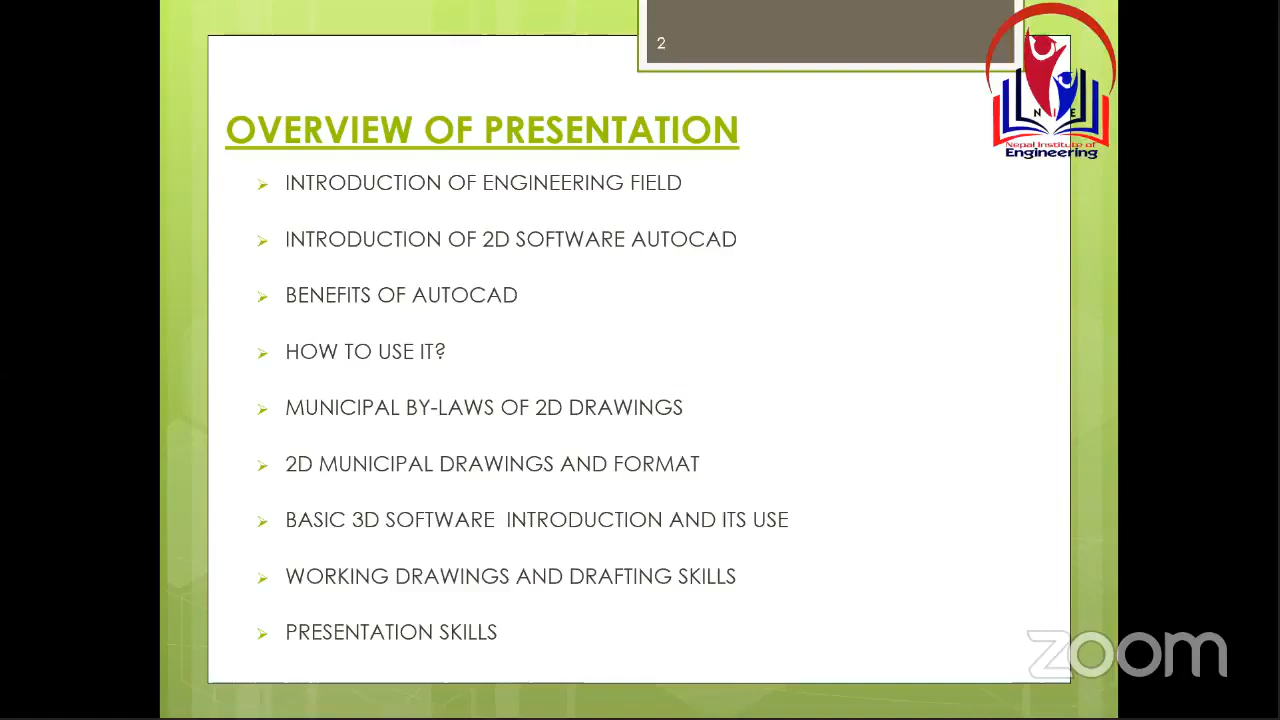 2
OVERVIEW OF PRESENTATION
INTRODUCTION OF ENGINEERING FIELD
INTRODUCTION OF 2D SOFTWARE AUTOCAD
BENEFITS OF AUTOCAD
HOW TO USE IT?
MUNICIPAL BY-LAWS OF 2D DRAWINGS
2D MUNICIPAL DRAWINGS AND FORMAT
BASIC 3D SOFTWARE INTRODUCTION AND ITS USE
WORKING DRAWINGS AND DRAFTING SKILLS
PRESENTATION SKILLS
N I E
Nepal Institute of
Engineering
zoom